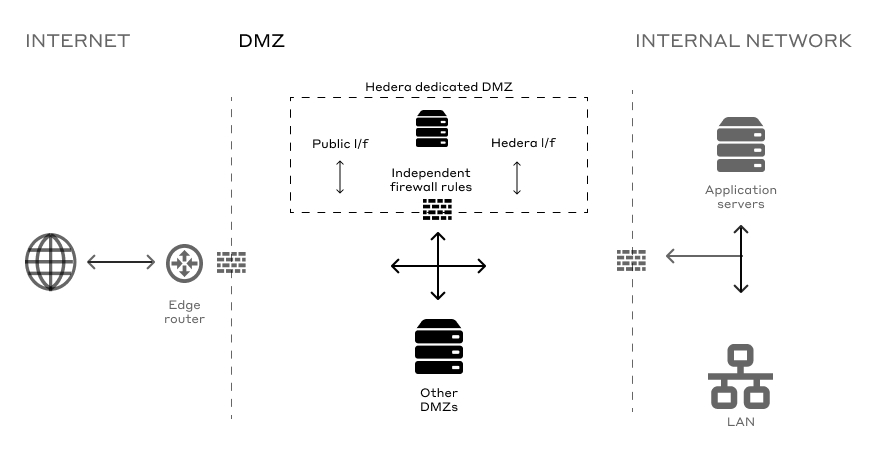 INTERNET
DMZ
INTERNAL NETWORK
Hedera dedicated DMZ
Public I/f
Hedera I/f
Independent
firewall rules
Application
servers
Edge
router
Other
DMZs
LAN